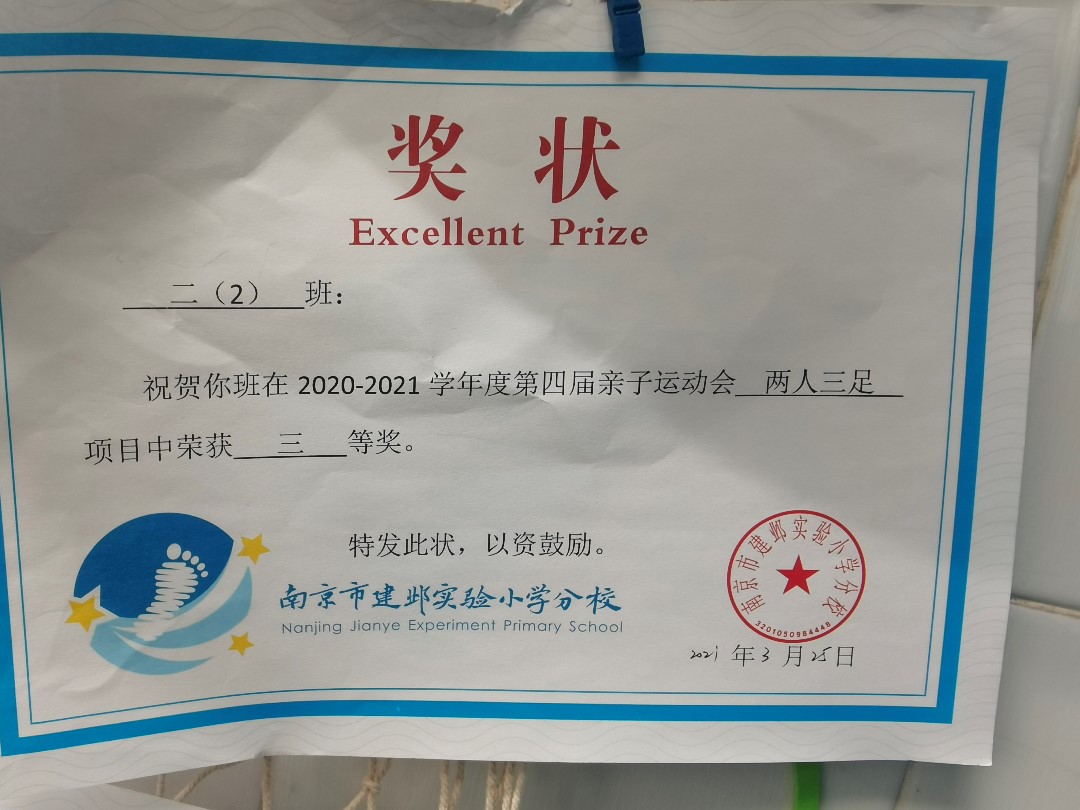 奖 状
Excellent Prize
二（2） 班：
祝贺你班在 2020-2021 学年度第四届亲子运动会 两人三足
项目中荣获 三 等奖。
特发此状，以资鼓励。
南京市建邺实验小学分校
Nanjing Jianye Experiment Primary School
南京市建邺实验小学分校
3201050984448
2021 年 3 月 25 日